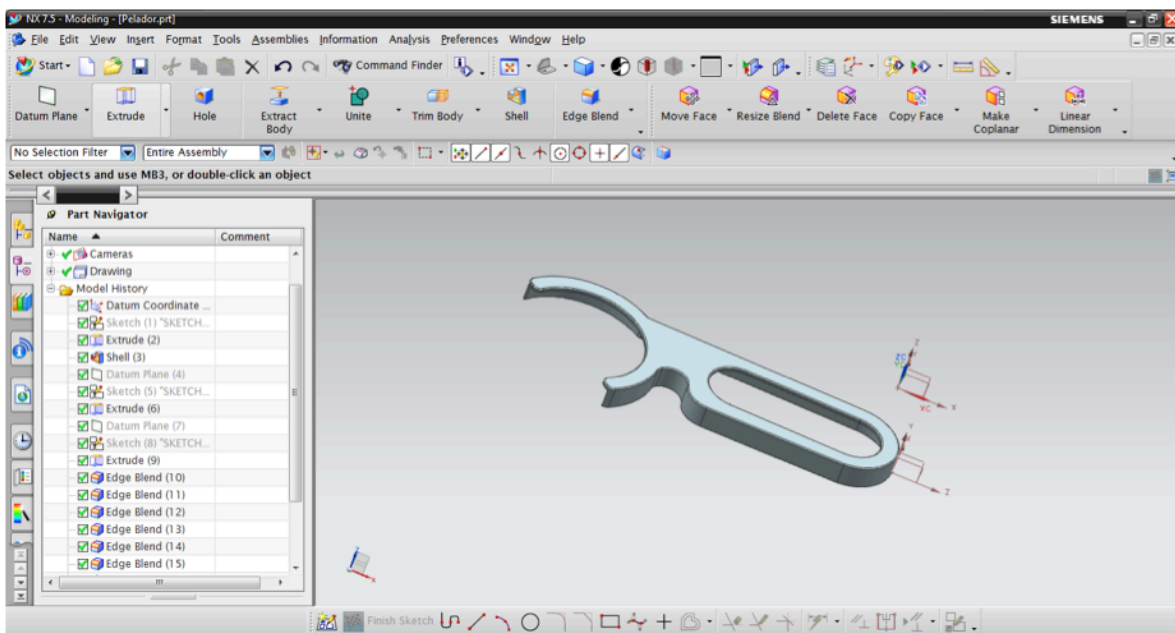 NX 7.5 - Modeling - [Pelador.prt]
SIEMENS
File Edit View Insert Format Tools Assemblies Information Analysis Preferences Window Help
Start Command Finder
Datum Plane Extrude Hole Extract Body Unite Trim Body Shell Edge Blend Move Face Resize Blend Delete Face Copy Face Make Coplanar Linear Dimension
No Selection Filter Entire Assembly
Select objects and use MB3, or double-click an object
Part Navigator
Name Comment
Cameras
Drawing
Model History
Datum Coordinate ...
Sketch (1) "SKETCH...
Extrude (2)
Shell (3)
Datum Plane (4)
Sketch (5) "SKETCH...
Extrude (6)
Datum Plane (7)
Sketch (8) "SKETCH...
Extrude (9)
Edge Blend (10)
Edge Blend (11)
Edge Blend (12)
Edge Blend (13)
Edge Blend (14)
Edge Blend (15)
Z
ZC
YC
X
Y
Z
Z
X
Finish Sketch